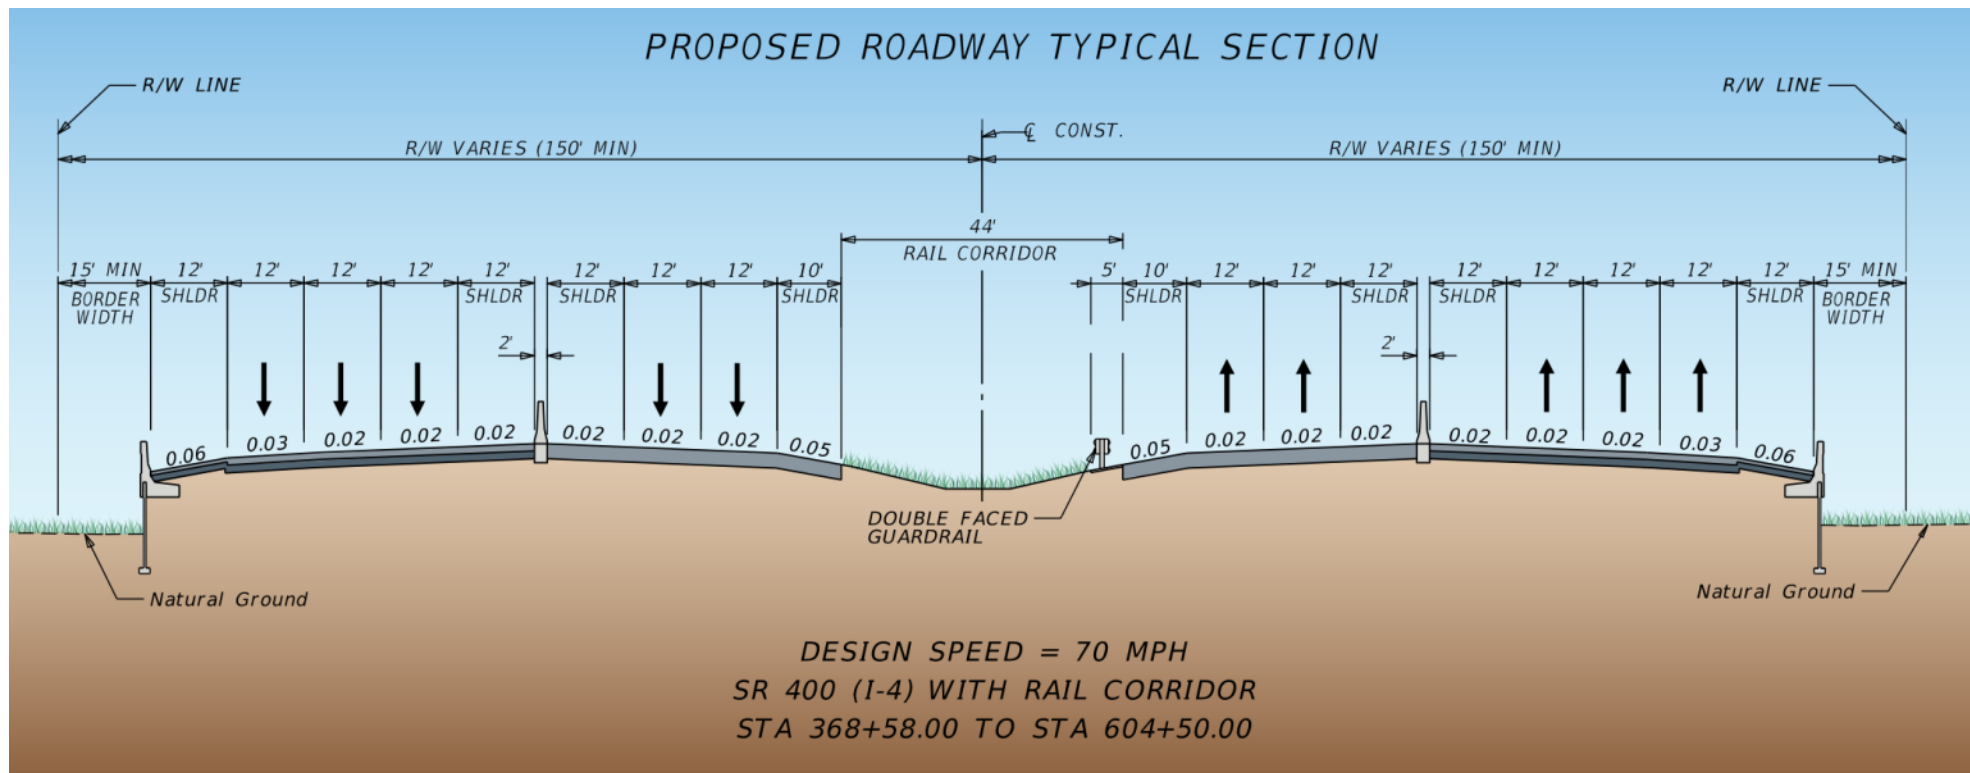 PROPOSED ROADWAY TYPICAL SECTION
R/W LINE
R/W LINE
℄ CONST.
R/W VARIES (150' MIN)
R/W VARIES (150' MIN)
44'
RAIL CORRIDOR
15' MIN
BORDER
WIDTH
12'
SHLDR
12'
12'
12'
12'
SHLDR
12'
SHLDR
12'
12'
10'
SHLDR
5'
10'
SHLDR
12'
12'
12'
SHLDR
12'
SHLDR
12'
12'
12'
12'
SHLDR
15' MIN
BORDER
WIDTH
2'
2'
0.06
0.03
0.02
0.02
0.02
0.02
0.02
0.02
0.05
0.05
0.02
0.02
0.02
0.02
0.02
0.02
0.03
0.06
DOUBLE FACED
GUARDRAIL
Natural Ground
Natural Ground
DESIGN SPEED = 70 MPH
SR 400 (I-4) WITH RAIL CORRIDOR
STA 368+58.00 TO STA 604+50.00